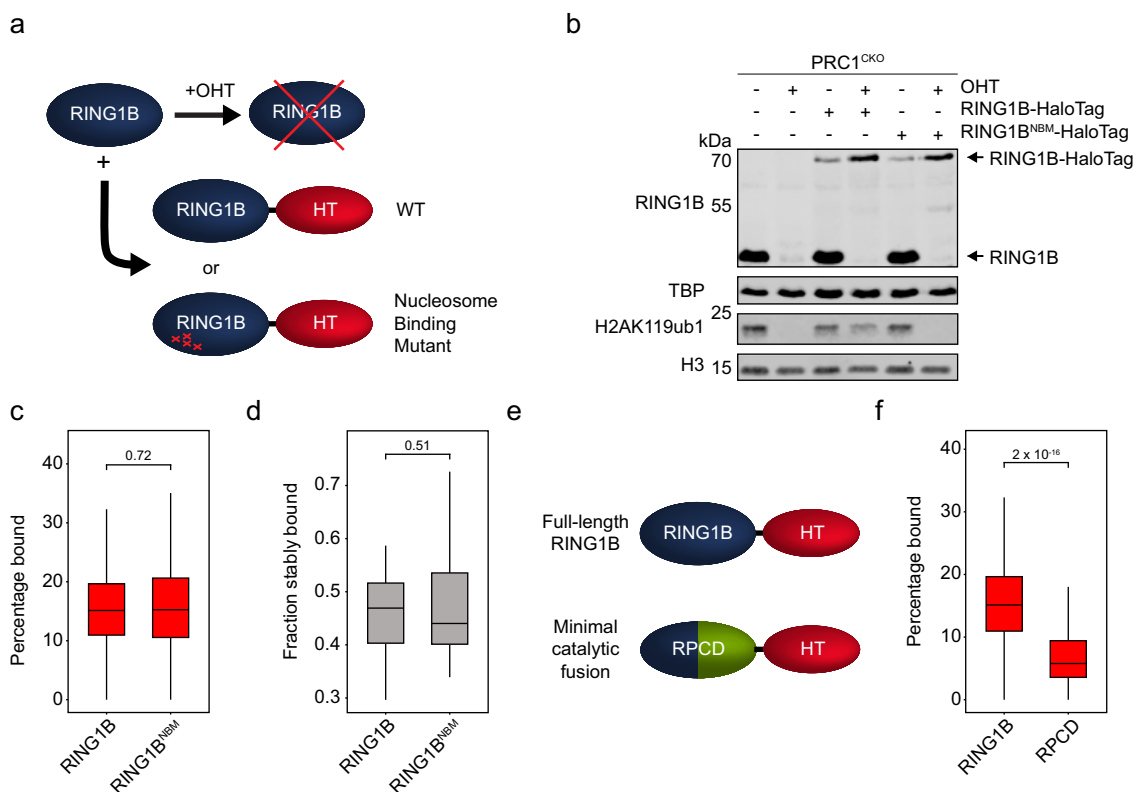 a
RING1B
+OHT
RING1B
+
RING1B
HT
WT
or
RING1B
HT
Nucleosome
Binding
Mutant
b
PRC1CKO
- + - + - + OHT
- - + + - - RING1B-HaloTag
- - - - + + RING1BNBM-HaloTag
kDa
70
RING1B-HaloTag
RING1B
55
RING1B
TBP
25
H2AK119ub1
H3
15
c
Percentage bound
40
30
20
10
0
0.72
RING1B
RING1BNBM
d
Fraction stably bound
0.7
0.6
0.5
0.4
0.3
0.51
RING1B
RING1BNBM
e
Full-length
RING1B
RING1B
HT
Minimal
catalytic
fusion
RPCD
HT
f
Percentage bound
40
30
20
10
0
2 x 10-16
RING1B
RPCD